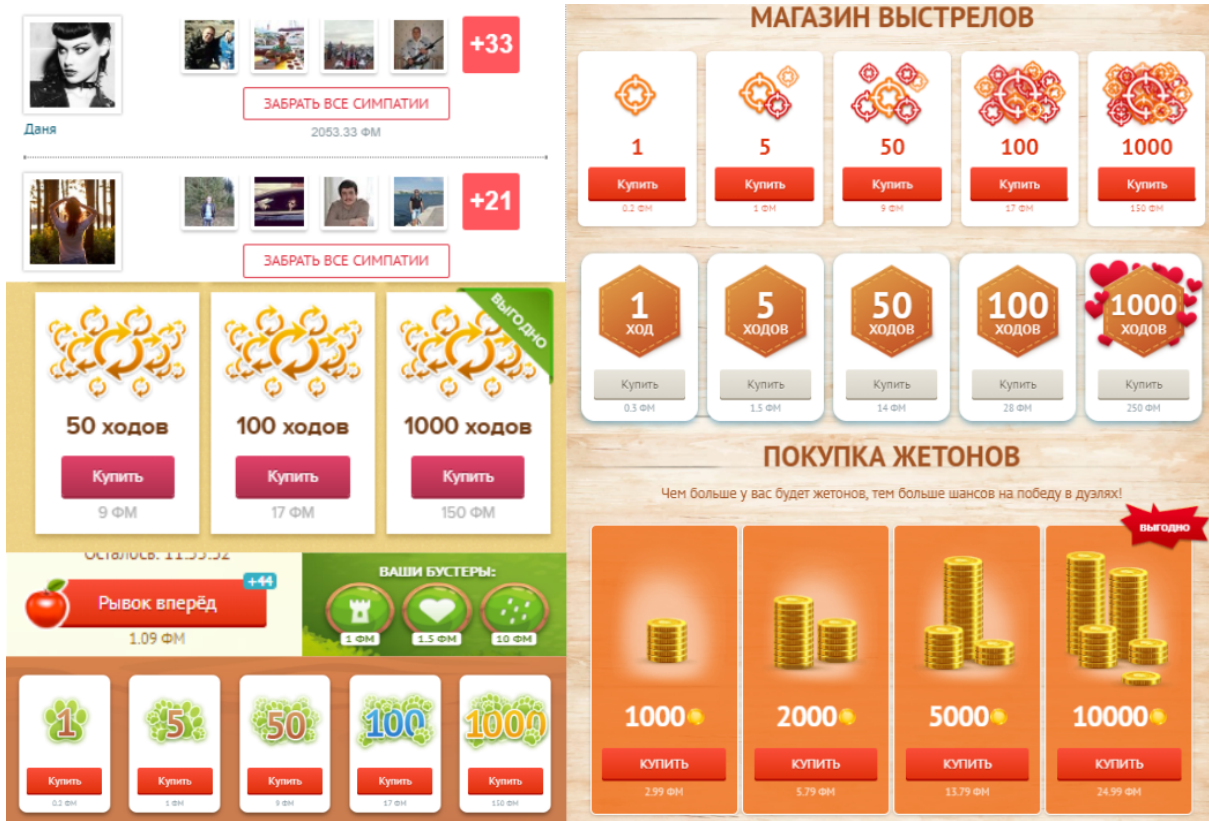 +33
ЗАБРАТЬ ВСЕ СИМПАТИИ
Даня
2053.33 ФМ
+21
ЗАБРАТЬ ВСЕ СИМПАТИИ
ВЫГОДНО
50 ходов
100 ходов
1000 ходов
Купить
Купить
Купить
9 ФМ
17 ФМ
150 ФМ
+44
Рывок вперёд
1.09 ФМ
ВАШИ БУСТЕРЫ:
1 ФМ
1.5 ФМ
10 ФМ
1
5
50
100
1000
Купить
Купить
Купить
Купить
Купить
1 ФМ
9 ФМ
17 ФМ
150 ФМ
МАГАЗИН ВЫСТРЕЛОВ
1
5
50
100
1000
Купить
Купить
Купить
Купить
Купить
0.2 ФМ
1 ФМ
9 ФМ
17 ФМ
150 ФМ
1
ХОД
5
ХОДОВ
50
ХОДОВ
100
ХОДОВ
1000
ХОДОВ
Купить
Купить
Купить
Купить
Купить
0.3 ФМ
1.5 ФМ
14 ФМ
28 ФМ
250 ФМ
ПОКУПКА ЖЕТОНОВ
Чем больше у вас будет жетонов, тем больше шансов на победу в дуэлях!
ВЫГОДНО
1000
2000
5000
10000
КУПИТЬ
КУПИТЬ
КУПИТЬ
КУПИТЬ
2.99 ФМ
5.79 ФМ
13.79 ФМ
24.99 ФМ